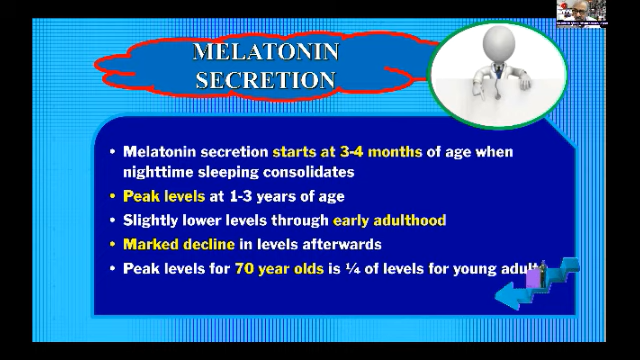 MELATONIN
SECRETION
• Melatonin secretion starts at 3-4 months of age when
nighttime sleeping consolidates
• Peak levels at 1-3 years of age
• Slightly lower levels through early adulthood
• Marked decline in levels afterwards
• Peak levels for 70 year olds is ¼ of levels for young adult